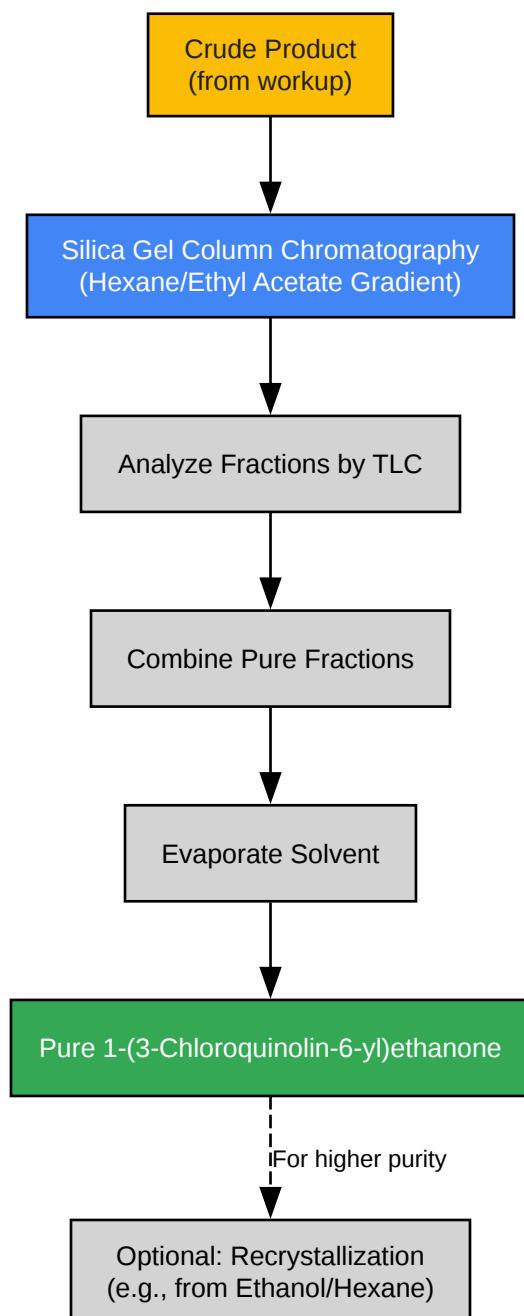 Crude Product
(from workup)
Silica Gel Column Chromatography
(Hexane/Ethyl Acetate Gradient)
Analyze Fractions by TLC
Combine Pure Fractions
Evaporate Solvent
Pure 1-(3-Chloroquinolin-6-yl)ethanone
For higher purity
Optional: Recrystallization
(e.g., from Ethanol/Hexane)